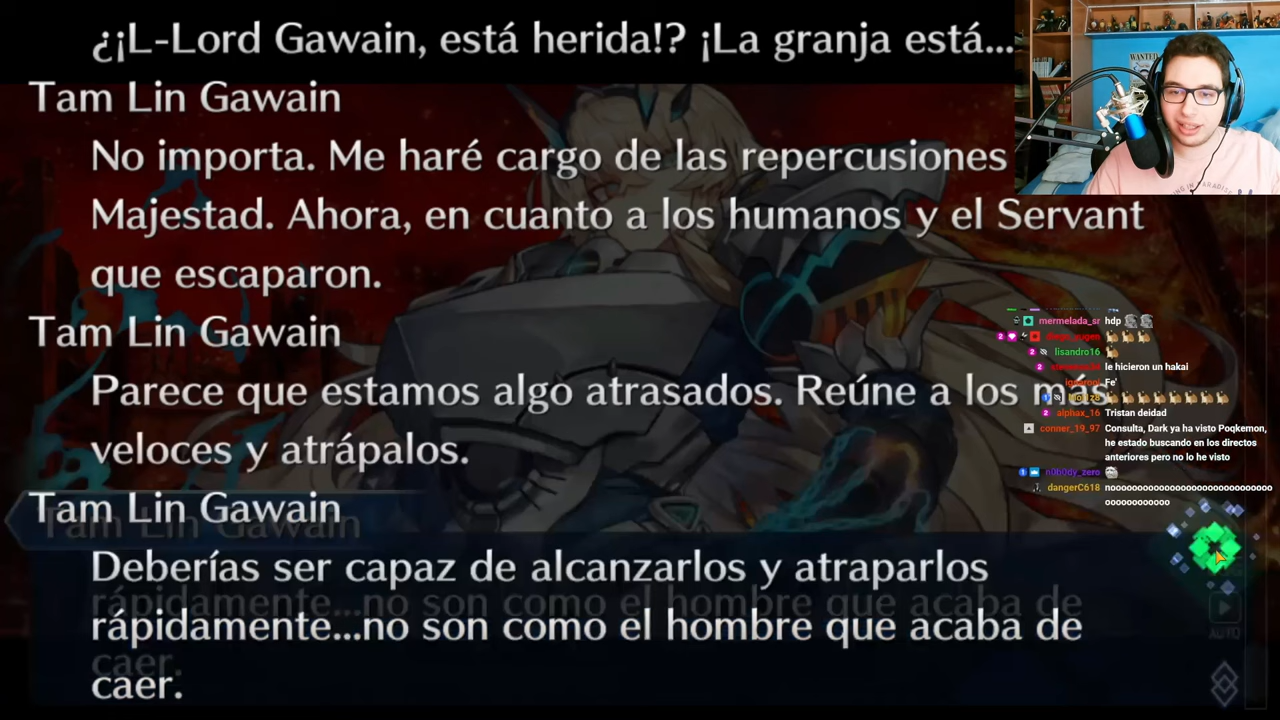 ¿¡L-Lord Gawain, está herida!? ¡La granja está...
Tam Lin Gawain
No importa. Me haré cargo de las repercusiones
Majestad. Ahora, en cuanto a los humanos y el Servant
que escaparon.
Tam Lin Gawain
Parece que estamos algo atrasados. Reúne a los
veloces y atrápalos.
Tam Lin Gawain
Deberías ser capaz de alcanzarlos y atraparlos
rápidamente...no son como el hombre que acaba de
caer.
WANTED
mermelada_sr hdp
lisandro16
le hicieron un hakai
Fe'
alphax_16 Tristan deidad
conner_19_97 Consulta, Dark ya ha visto Poqkemon,
he estado buscando en los directos
anteriores pero no lo he visto
n0b0dy_zero
dangerC618
AUTO